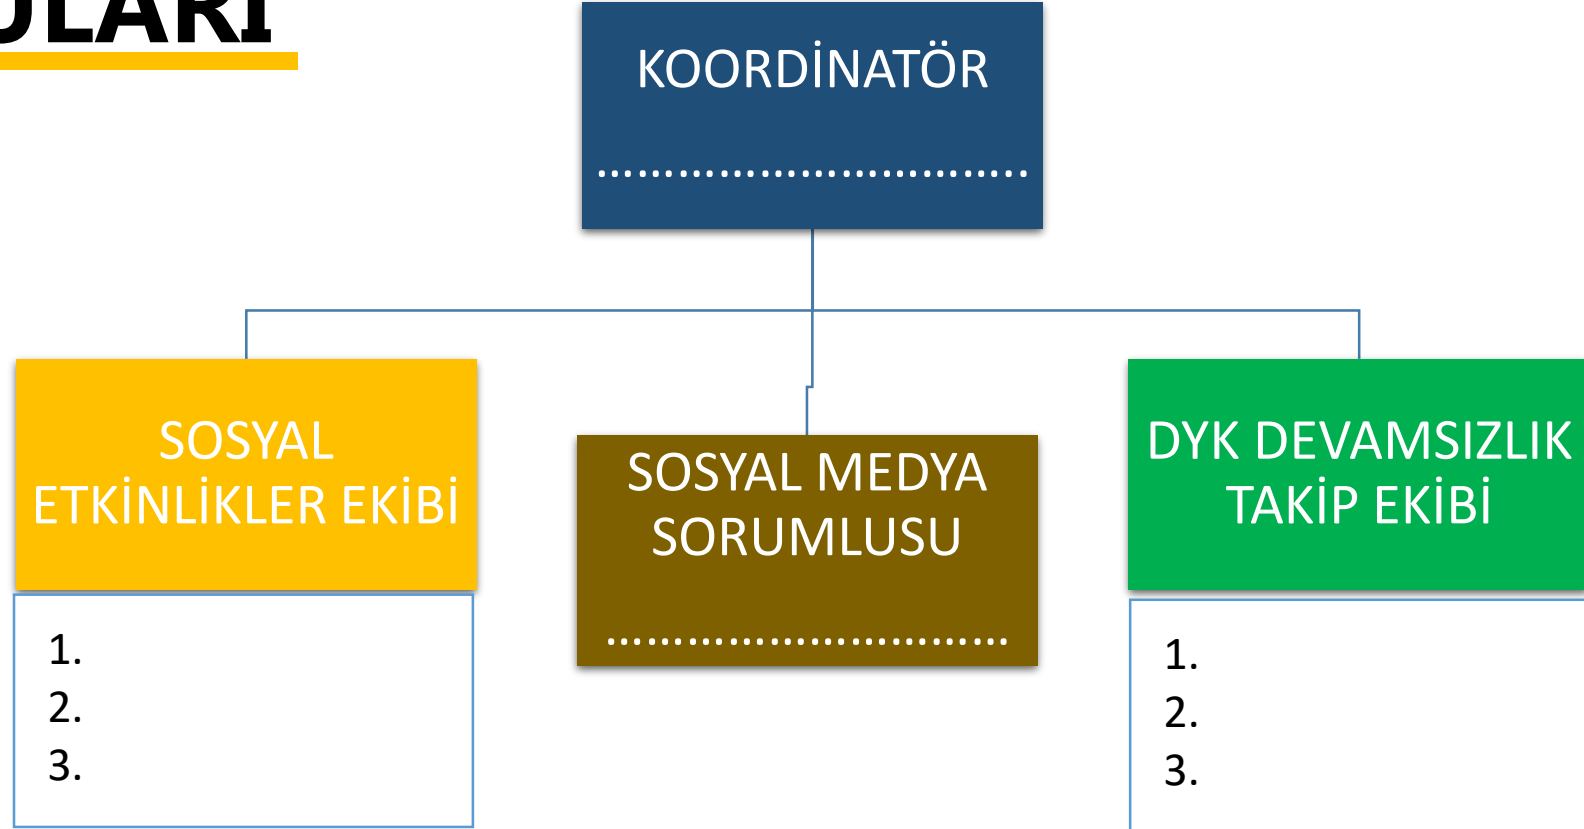 KOORDİNATÖR
……………………………
SOSYAL
ETKİNLİKLER EKİBİ
SOSYAL MEDYA
SORUMLUSU
…………………………
DYK DEVAMSIZLIK
TAKİP EKİBİ
1.
2.
3.
1.
2.
3.